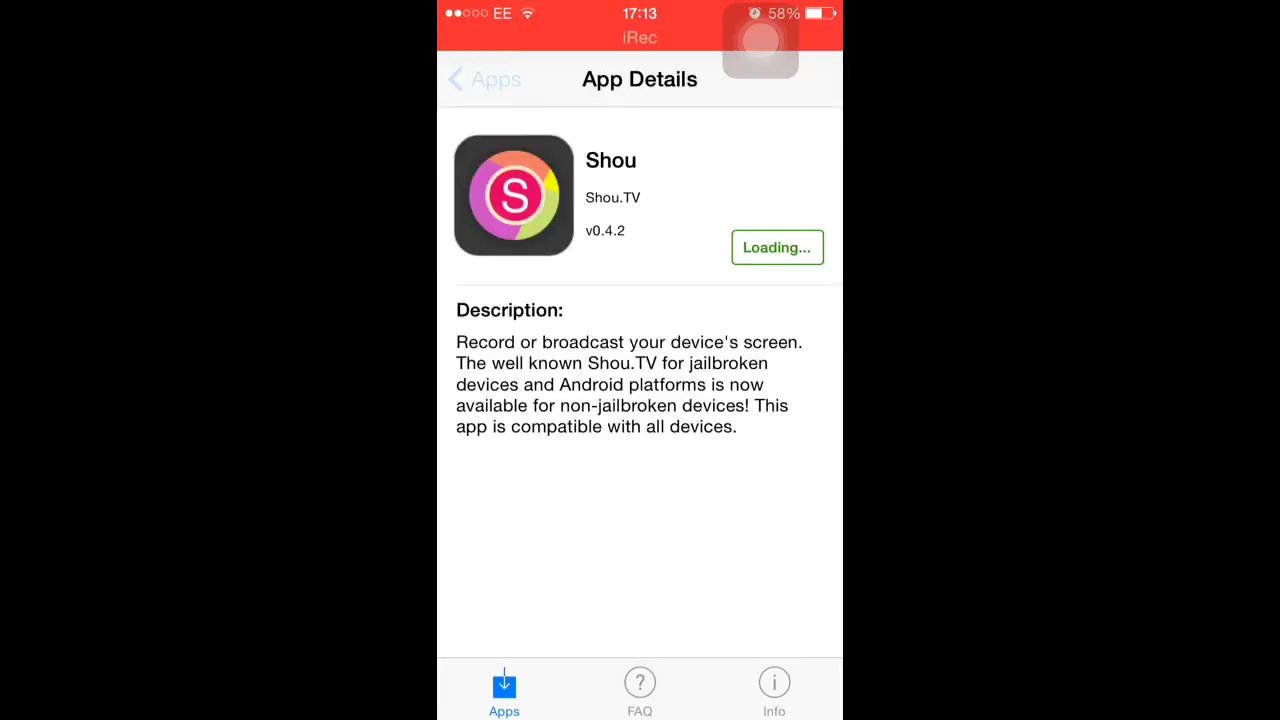 EE 17:13 58%
iRec
Apps App Details
S
Shou
Shou.TV
v0.4.2
Loading...
Description:
Record or broadcast your device's screen.
The well known Shou.TV for jailbroken
devices and Android platforms is now
available for non-jailbroken devices! This
app is compatible with all devices.
? i
Apps FAQ Info